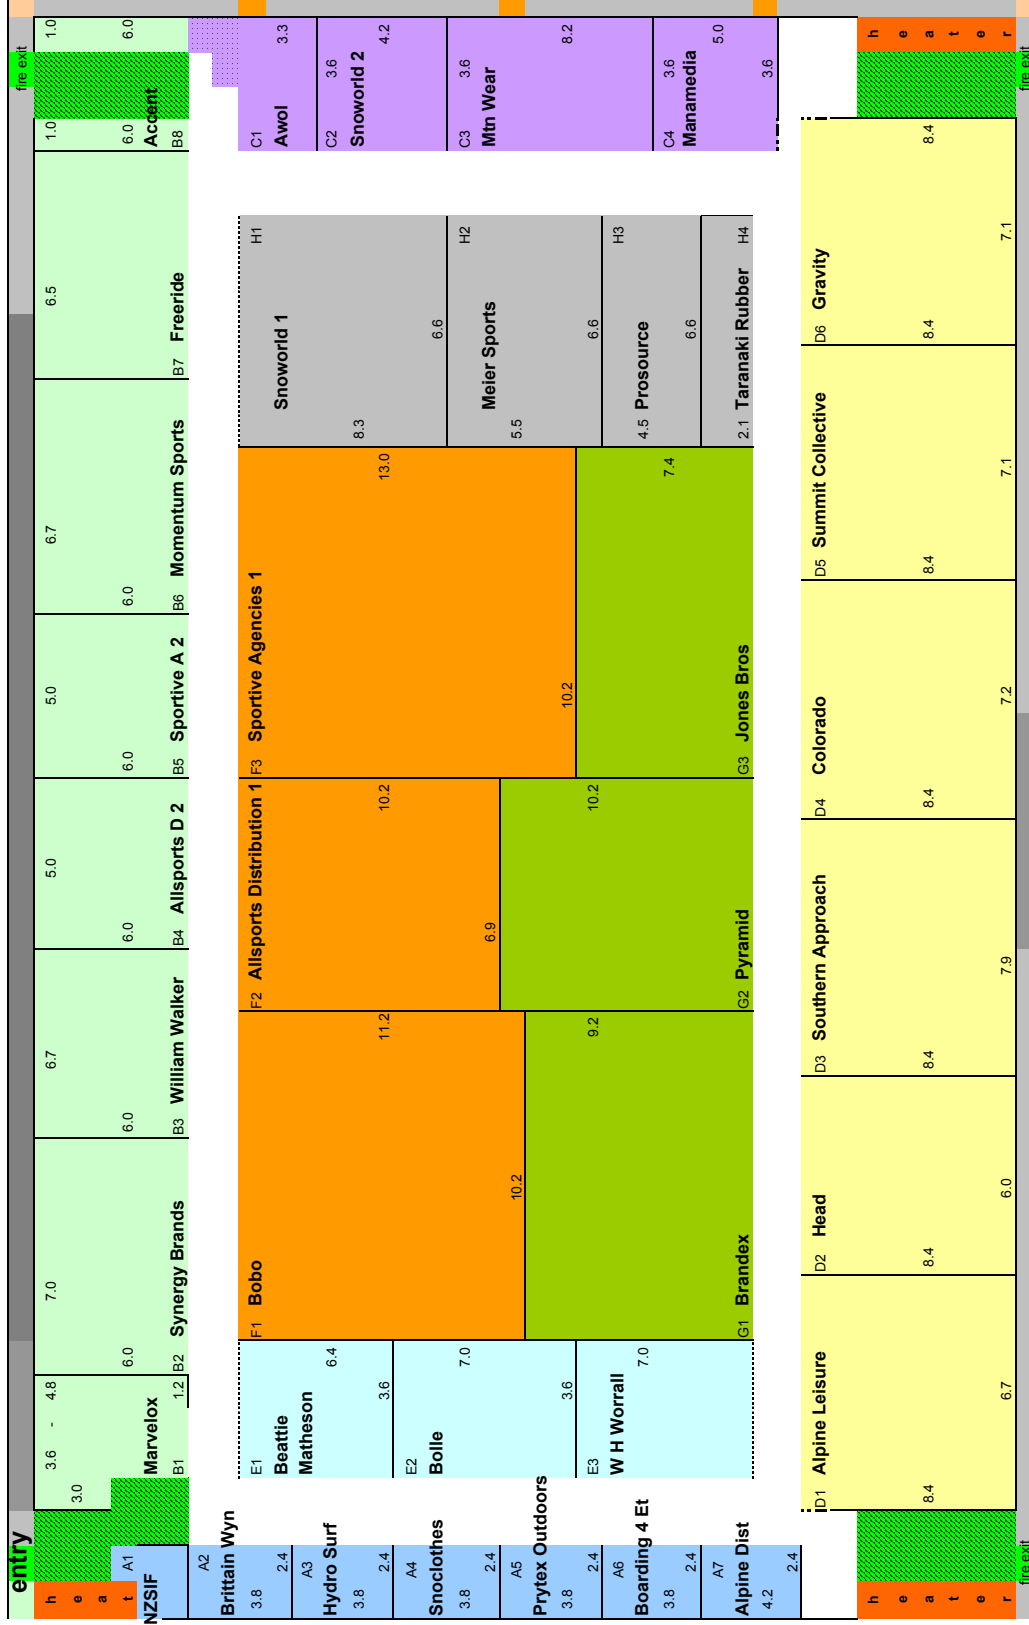 entry
fire exit
h
e
a
t
A1
NZSIF
A2
Brittain Wyn
3.8 2.4
A3
Hydro Surf
3.8 2.4
A4
Snoclothes
3.8 2.4
A5
Prytex Outdoors
3.8 2.4
A6
Boarding 4 Et
3.8 2.4
A7
Alpine Dist
4.2 2.4
h
e
a
t
e
r
fire exit
3.6 - 4.8
3.0
Marvelox
B1 1.2
7.0
6.0
B2 Synergy Brands
6.7
6.0
B3 William Walker
5.0
6.0
B4 Allsports D 2
5.0
6.0
B5 Sportive A 2
6.7
6.0
B6 Momentum Sports
6.5
B7 Freeride
1.0 1.0
6.0 6.0
Accent
B8
E1
Beattie
Matheson
6.4
3.6
E2
Bolle
7.0
3.6
E3
W H Worrall
7.0
F1 Bobo
11.2
10.2
F2 Allsports Distribution 1
10.2
6.9
F3 Sportive Agencies 1
13.0
10.2
9.2
G1 Brandex
10.2
G2 Pyramid
7.4
G3 Jones Bros
H1
Snoworld 1
8.3
6.6
H2
Meier Sports
5.5
6.6
H3
Prosource
4.5
6.6
H4
Taranaki Rubber
2.1
C1
Awol
3.3
C2 3.6
Snoworld 2
4.2
C3 3.6
Mtn Wear
8.2
C4 3.6
Manamedia
5.0
3.6
D1 Alpine Leisure
8.4
6.7
D2 Head
8.4
6.0
D3 Southern Approach
8.4
7.9
D4 Colorado
8.4
7.2
D5 Summit Collective
8.4
7.1
D6 Gravity
8.4 8.4
7.1
h
e
a
t
e
r
fire exit